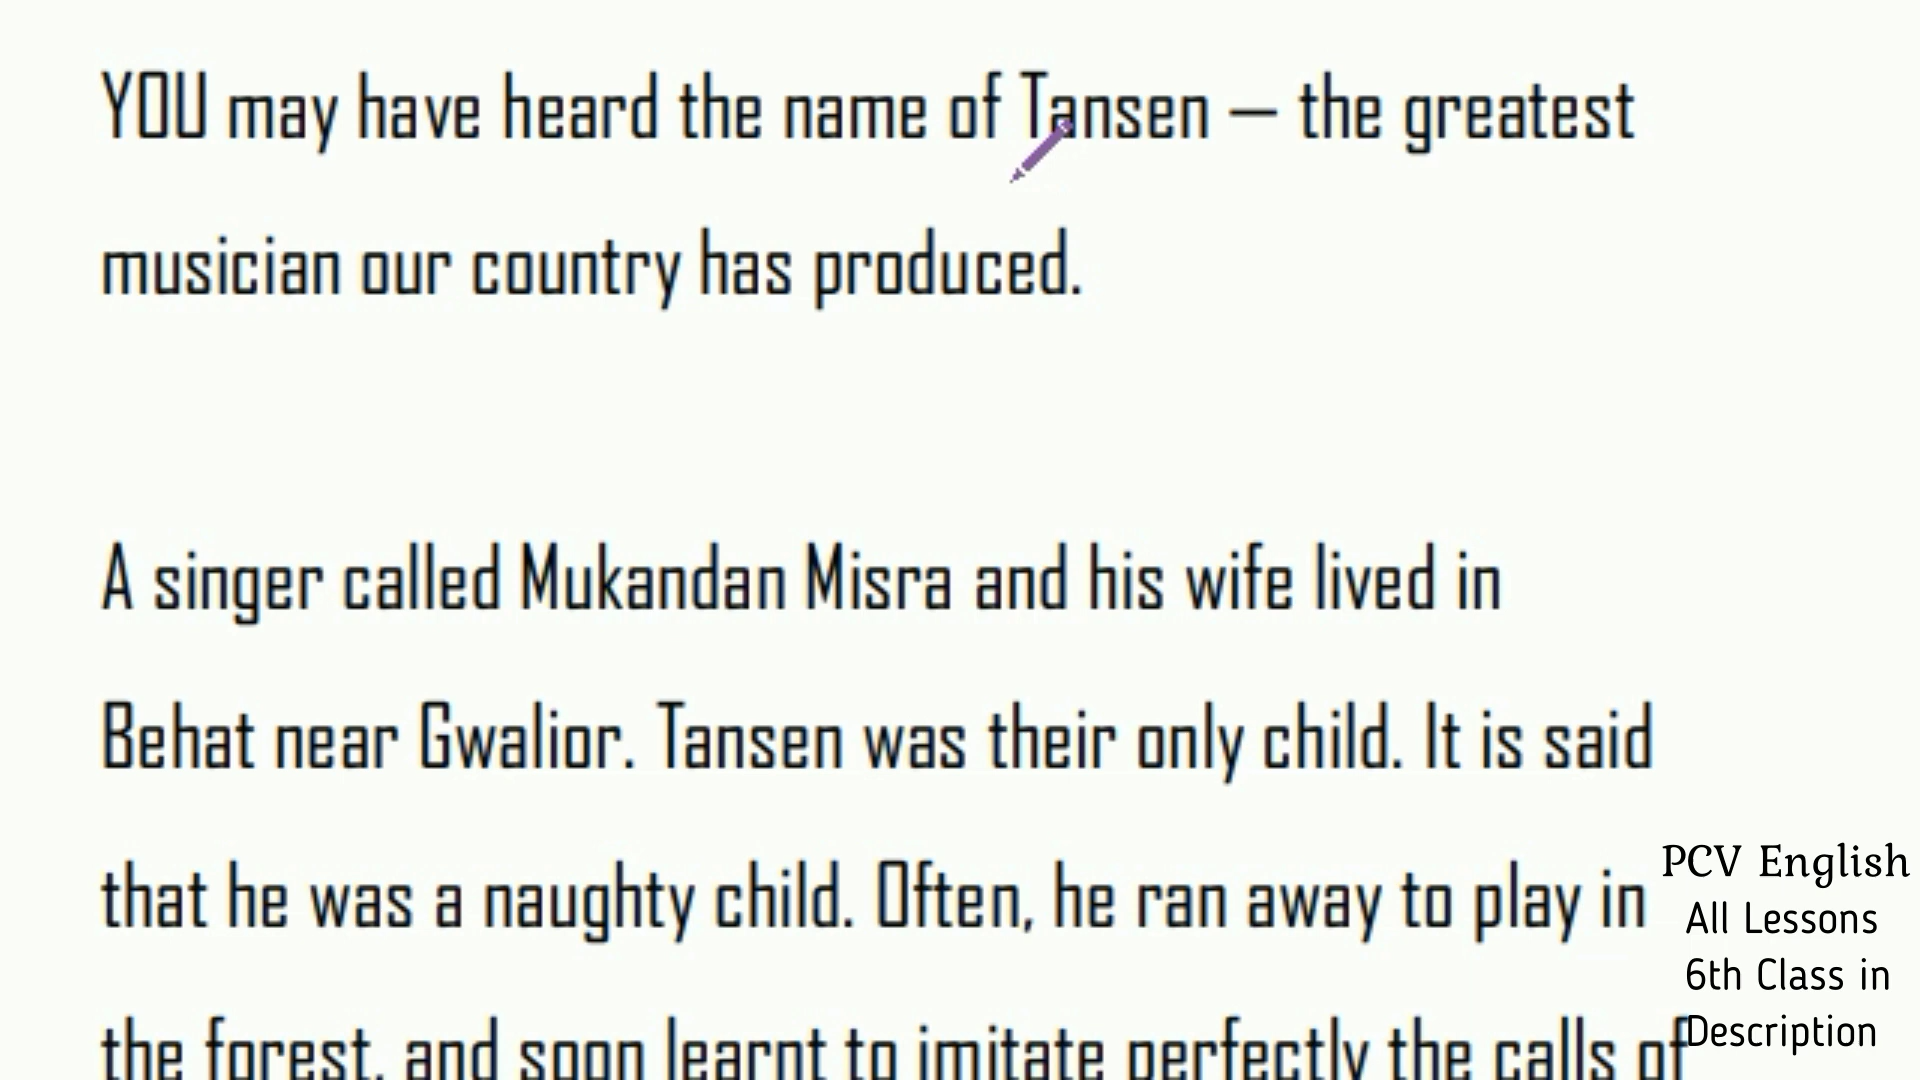 YOU may have heard the name of Tansen — the greatest
musician our country has produced.
A singer called Mukandan Misra and his wife lived in
Behat near Gwalior. Tansen was their only child. It is said
that he was a naughty child. Often, he ran away to play in
the forest, and soon learnt to imitate perfectly the calls of
PCV English
All Lessons
6th Class in
Description